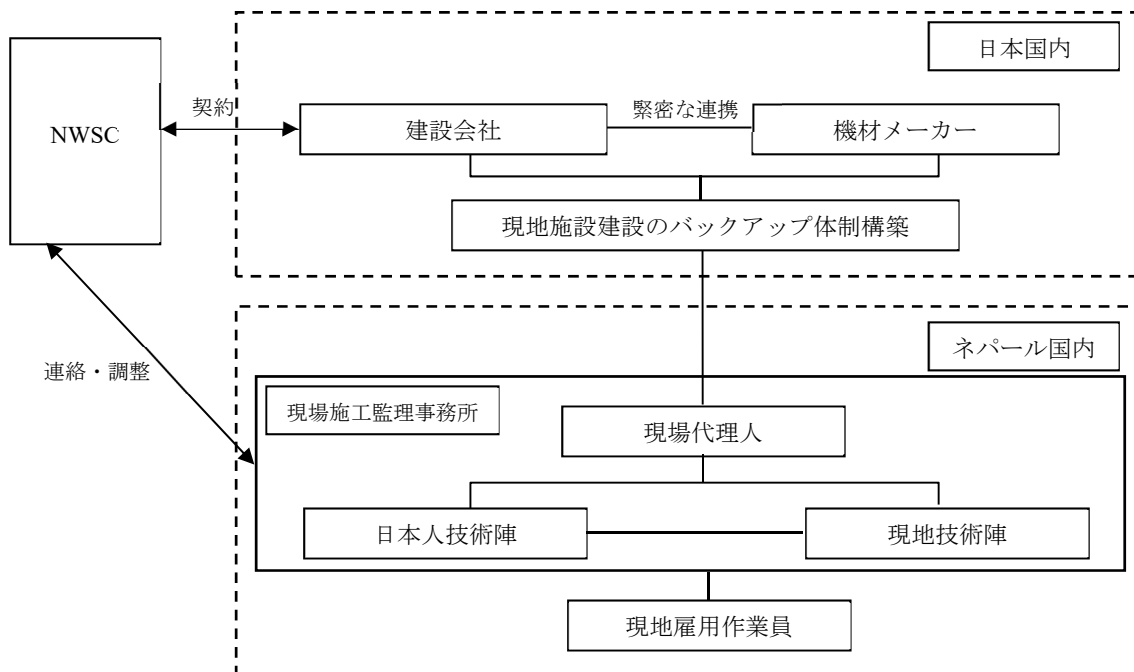 日本国内
NWSC
契約
建設会社
緊密な連携
機材メーカー
現地施設建設のバックアップ体制構築
ネパール国内
連絡・調整
現場施工監理事務所
現場代理人
日本人技術陣
現地技術陣
現地雇用作業員